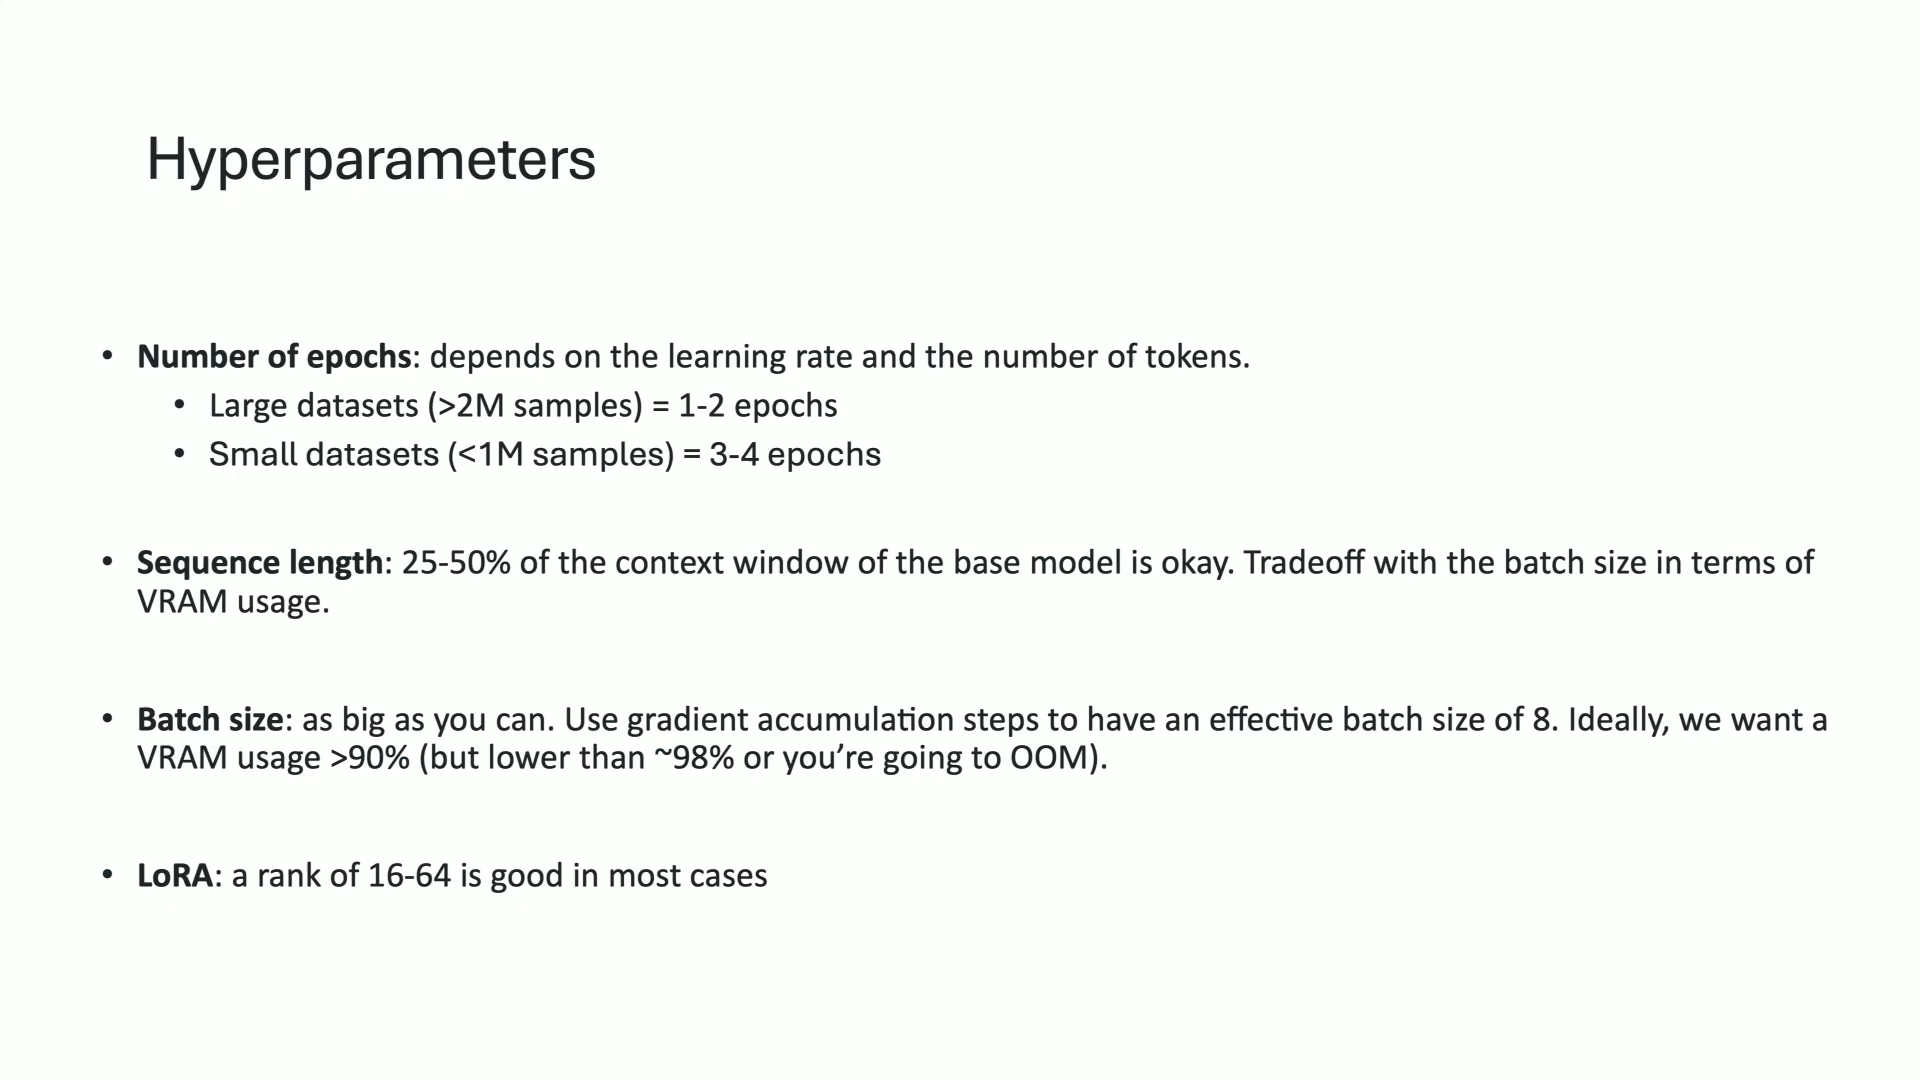 Hyperparameters
• Number of epochs: depends on the learning rate and the number of tokens.
• Large datasets (>2M samples) = 1-2 epochs
• Small datasets (<1M samples) = 3-4 epochs
• Sequence length: 25-50% of the context window of the base model is okay. Tradeoff with the batch size in terms of
VRAM usage.
• Batch size: as big as you can. Use gradient accumulation steps to have an effective batch size of 8. Ideally, we want a
VRAM usage >90% (but lower than ~98% or you’re going to OOM).
• LoRA: a rank of 16-64 is good in most cases